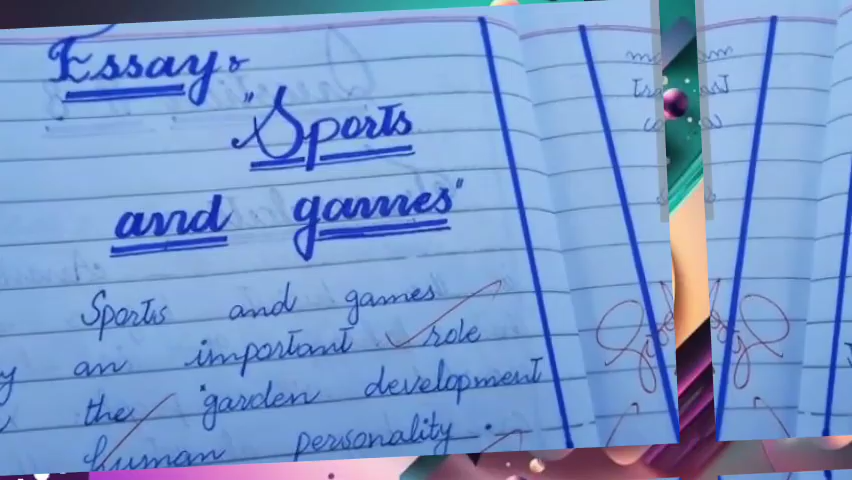 Essay:
"Sports
and games"
Sports and games
an important role
the garden development
human personality.